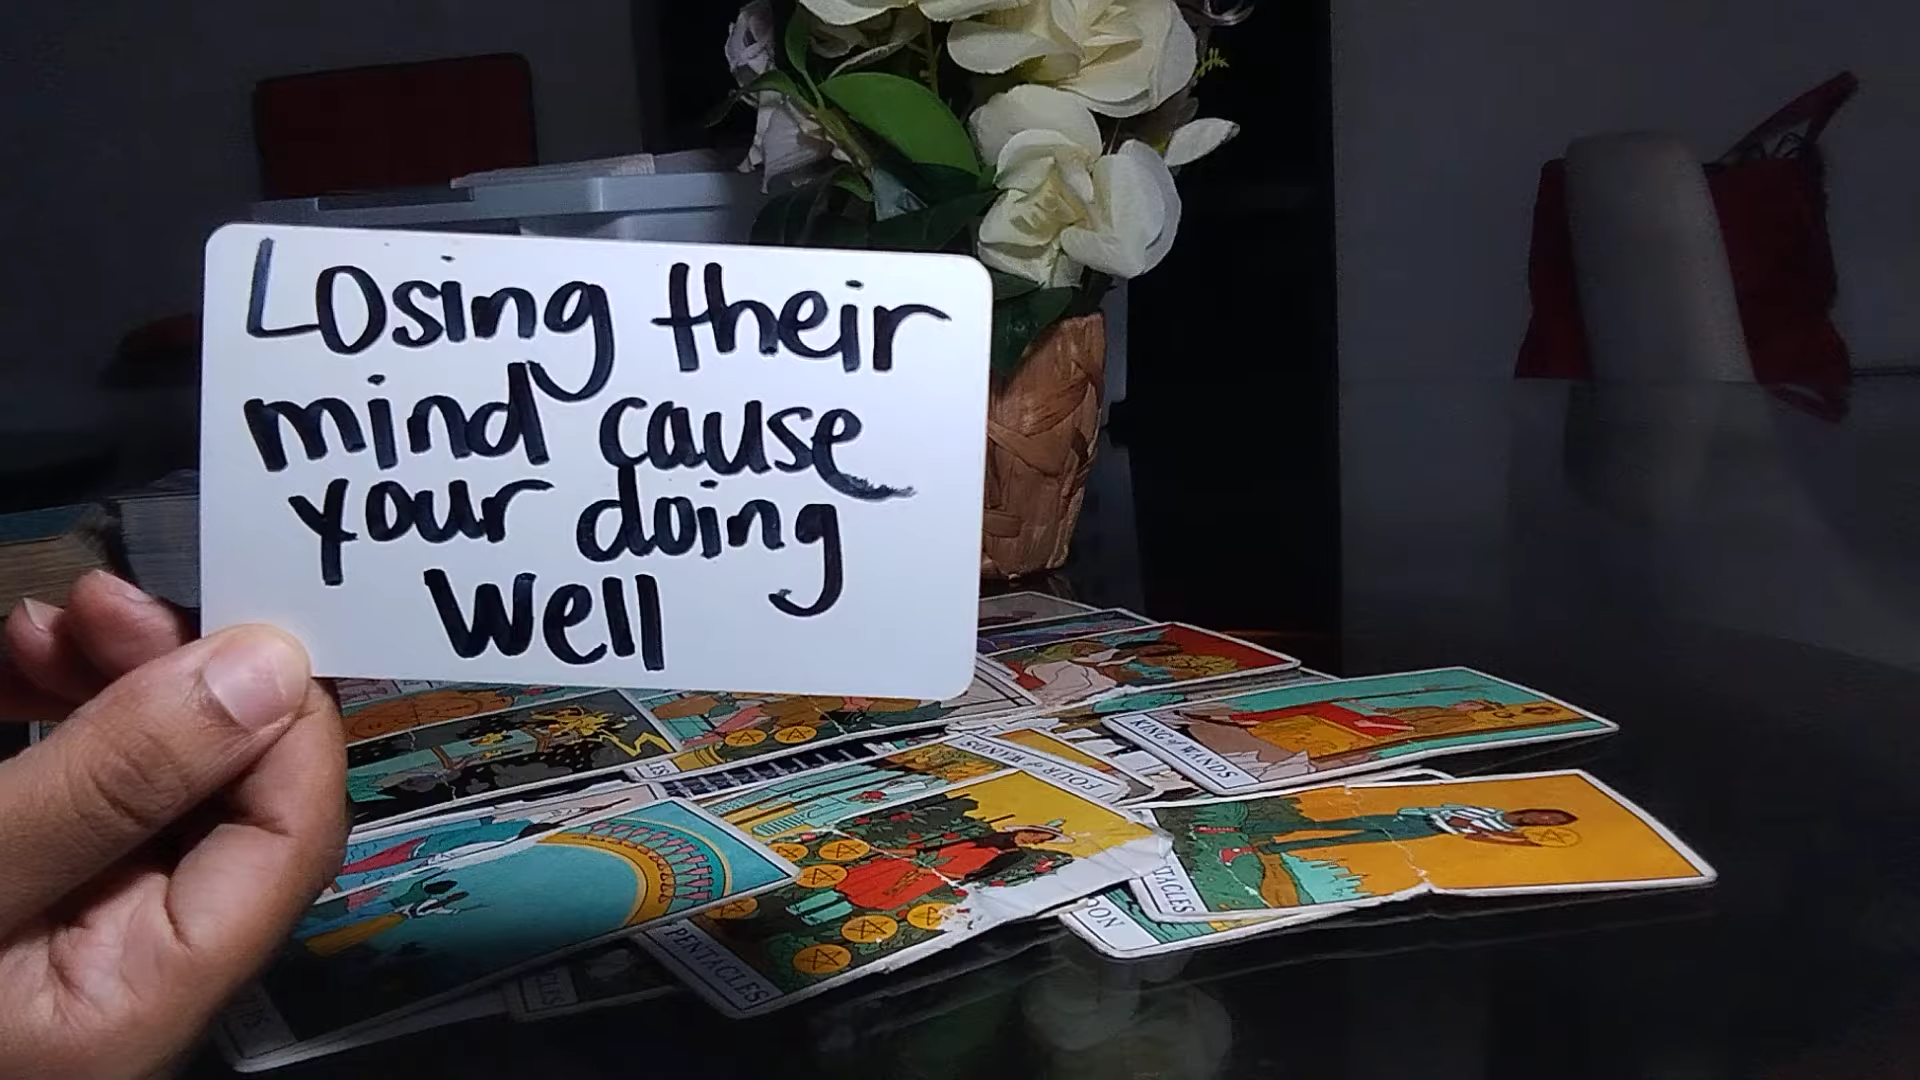 Losing their
mind cause
your doing
well
KING of WANDS
FOUR of WANDS
PENTACLES